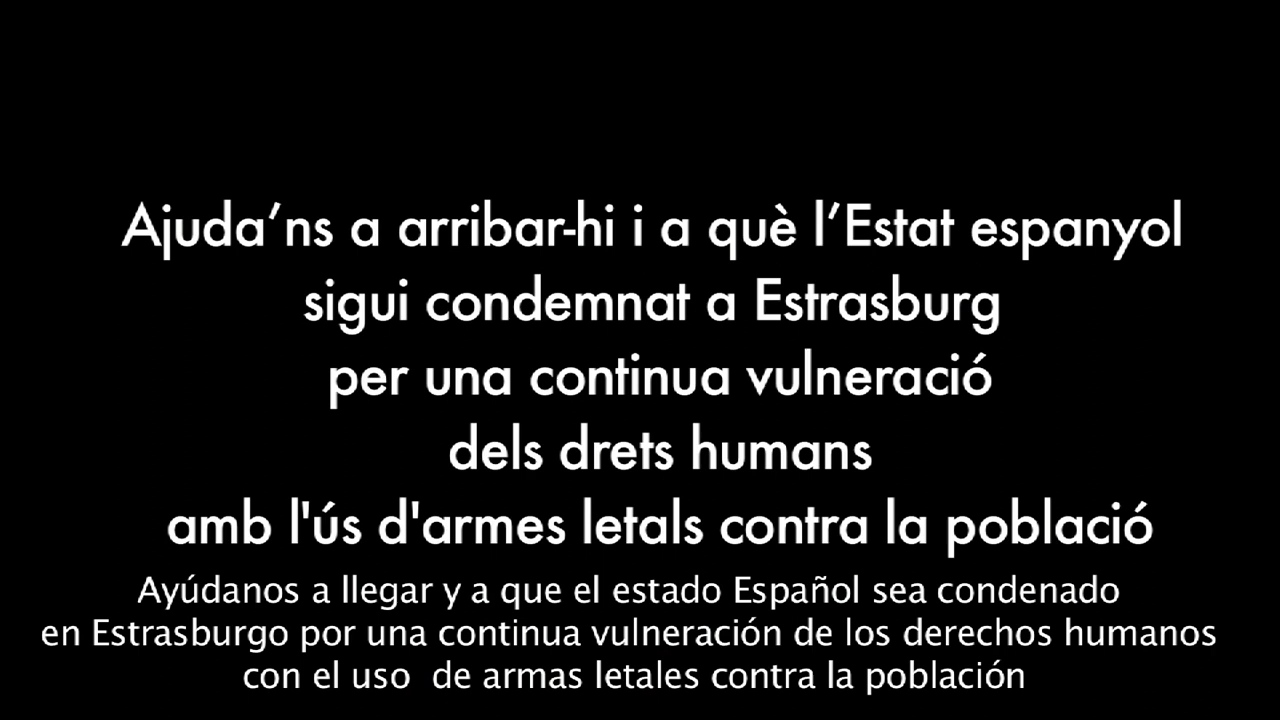 Ajuda’ns a arribar-hi i a què l’Estat espanyol
sigui condemnat a Estrasburg
per una continua vulneració
dels drets humans
amb l'ús d'armes letals contra la població
Ayúdanos a llegar y a que el estado Español sea condenado
en Estrasburgo por una continua vulneración de los derechos humanos
con el uso  de armas letales contra la población